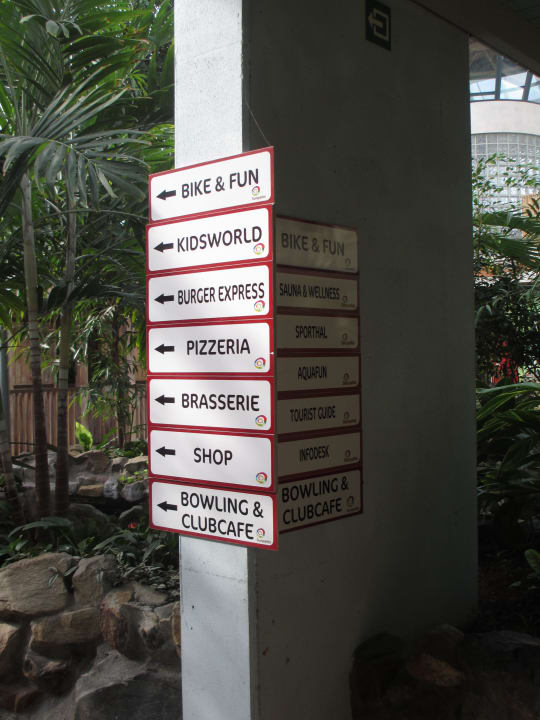 BIKE & FUN
KIDSWORLD
BURGER EXPRESS
PIZZERIA
BRASSERIE
SHOP
BOWLING &
CLUBCAFE
BIKE & FUN
SAUNA & WELLNESS
SPORTHAL
AQUAFUN
TOURIST GUIDE
INFODESK
BOWLING &
CLUBCAFE